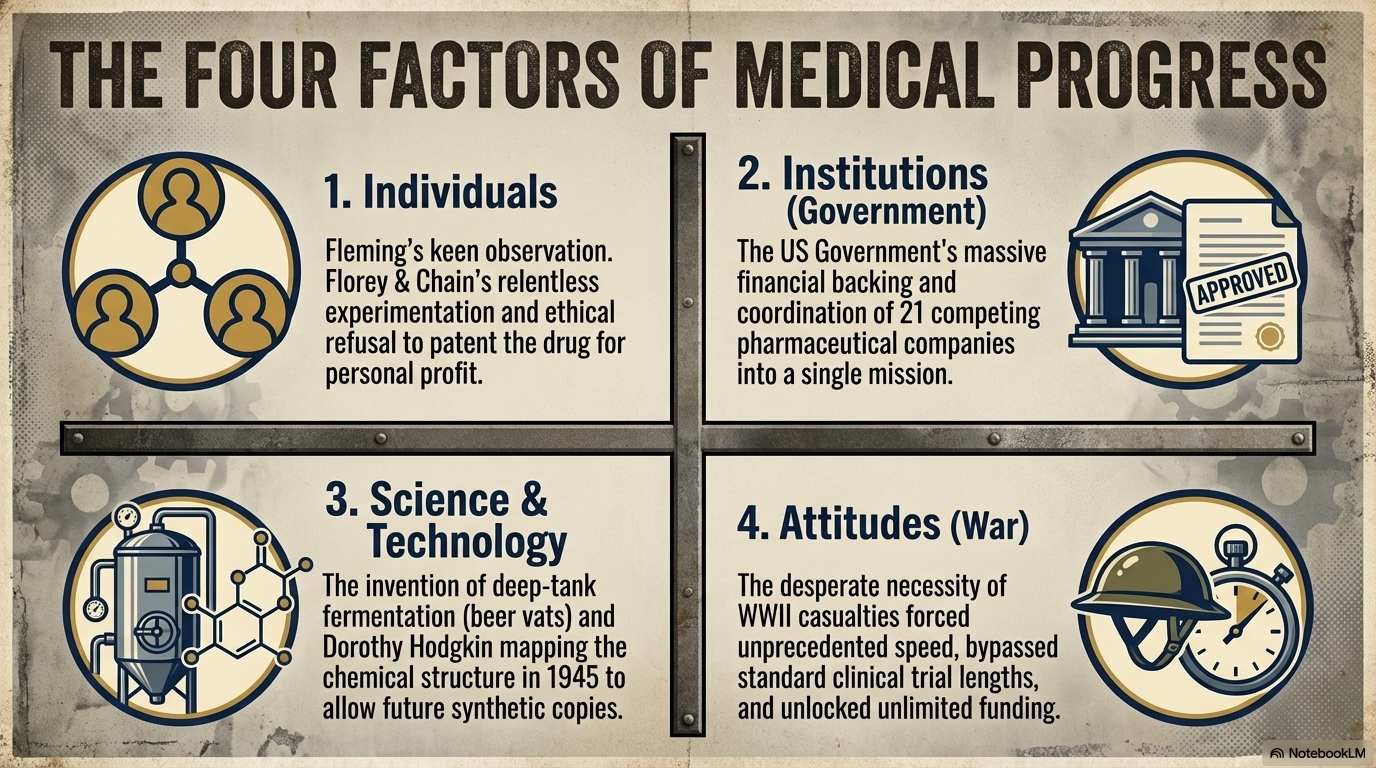 THE FOUR FACTORS OF MEDICAL PROGRESS
1. Individuals
Fleming's keen observation.
Florey & Chain's relentless
experimentation and ethical
refusal to patent the drug for
personal profit.
2. Institutions
(Government)
The US Government's massive
financial backing and
coordination of 21 competing
pharmaceutical companies
into a single mission.
APPROVED
3. Science &
Technology
The invention of deep-tank
fermentation (beer vats) and
Dorothy Hodgkin mapping the
chemical structure in 1945 to
allow future synthetic copies.
4. Attitudes (War)
The desperate necessity of
WWII casualties forced
unprecedented speed, bypassed
standard clinical trial lengths,
and unlocked unlimited funding.
NotebookLM